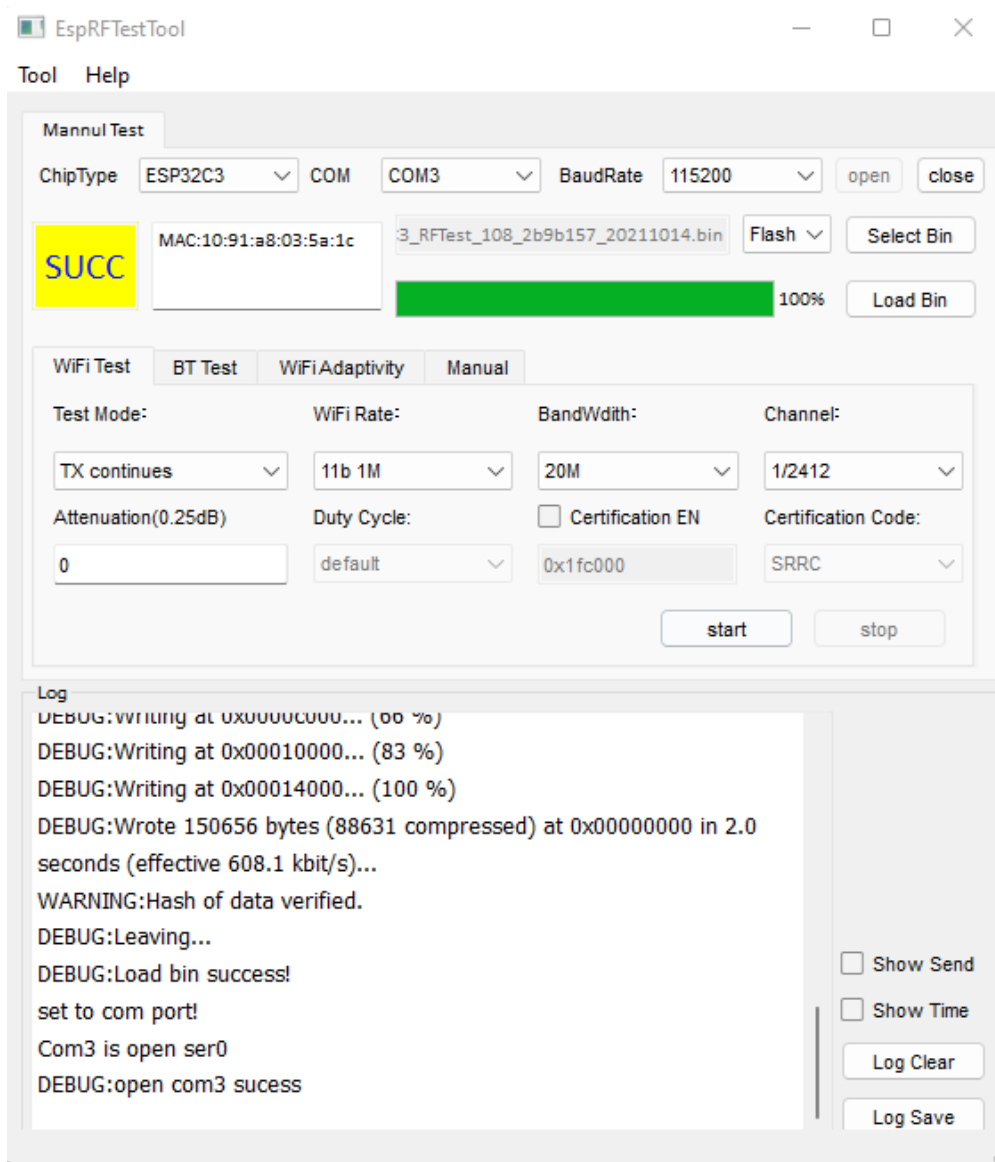 EspRFTestTool
Tool Help
Mannul Test
ChipType ESP32C3 COM COM3 BaudRate 115200 open close
SUCC MAC:10:91:a8:03:5a:1c 3_RFTest_108_2b9b157_20211014.bin Flash Select Bin
100% Load Bin
WiFi Test BT Test WiFi Adaptivity Manual
Test Mode: WiFi Rate: BandWdith: Channel:
TX continues 11b 1M 20M 1/2412
Attenuation(0.25dB) Duty Cycle: Certification EN Certification Code:
0 default 0x1fc000 SRRC
start stop
Log
DEBUG:Writing at 0x0000c000... (66 %)
DEBUG:Writing at 0x00010000... (83 %)
DEBUG:Writing at 0x00014000... (100 %)
DEBUG:Wrote 150656 bytes (88631 compressed) at 0x00000000 in 2.0
seconds (effective 608.1 kbit/s)...
WARNING:Hash of data verified.
DEBUG:Leaving...
DEBUG:Load bin success!
set to com port!
Com3 is open ser0
DEBUG:open com3 sucess
Show Send
Show Time
Log Clear
Log Save